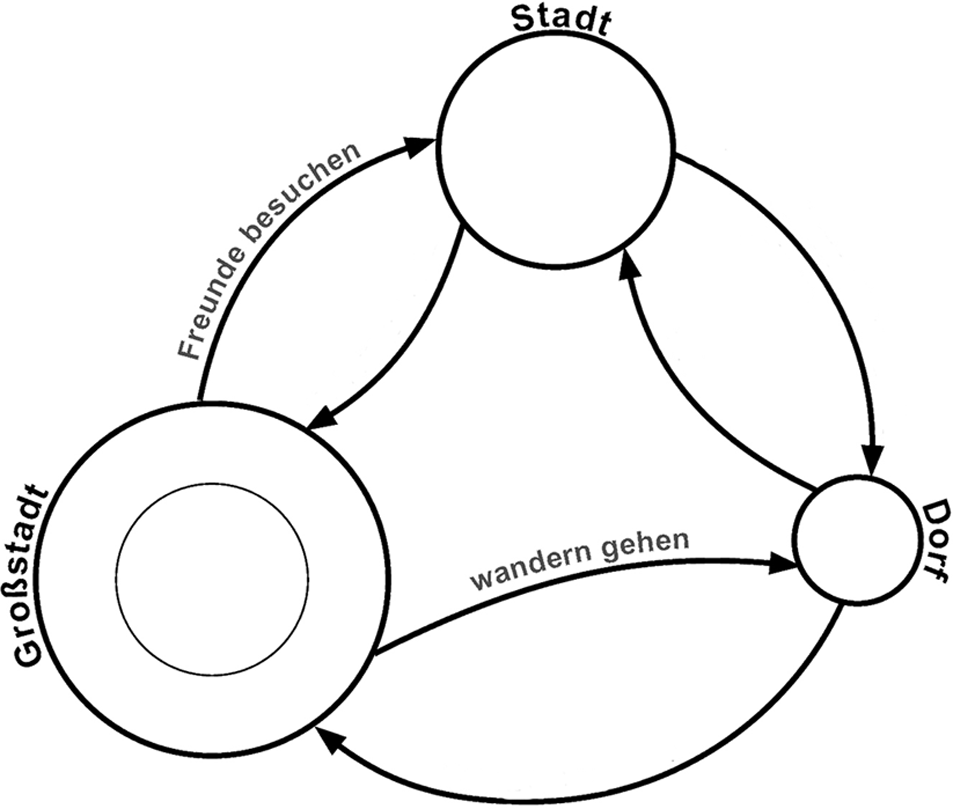 Stadt
Freunde besuchen
Großstadt
wandern gehen
Dorf